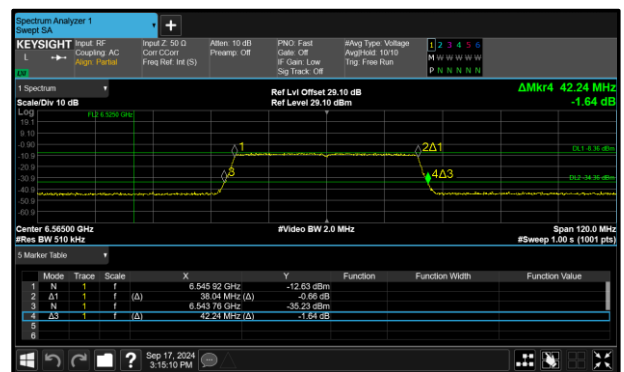 Spectrum Analyzer 1
Swept SA
+
KEYSIGHT Input: RF Input Z: 50 Ω Atten: 10 dB PNO: Fast #Avg Type: Voltage 1 2 3 4 5 6
L Coupling: AC Corr CCorr Preamp: Off Gate: Off Avg|Hold: 10/10 M W W W W W
Align: Partial Freq Ref: Int (S) IF Gain: Low Trig: Free Run
Sig Track: Off P N N N N N
1 Spectrum
Ref Lvl Offset 29.10 dB ΔMkr4 42.24 MHz
Scale/Div 10 dB Ref Level 29.10 dBm -1.64 dB
Log
19.1
9.10
-0.90
-10.9
-20.9
-30.9
-40.9
-50.9
-60.9
FL2 6.5250 GHz
1
2Δ1
3
4Δ3
DL1 -8.36 dBm
DL2 -34.36 dBm
Center 6.56500 GHz #Video BW 2.0 MHz Span 120.0 MHz
#Res BW 510 kHz #Sweep 1.00 s (1001 pts)
5 Marker Table
Mode Trace Scale X Y Function Function Width Function Value
1 N 1 f 6.545 92 GHz -12.63 dBm
2 Δ1 1 f (Δ) 38.04 MHz (Δ) -0.66 dB
3 N 1 f 6.543 76 GHz -35.23 dBm
4 Δ3 1 f (Δ) 42.24 MHz (Δ) -1.64 dB
5
6
? Sep 17, 2024
3:15:10 PM